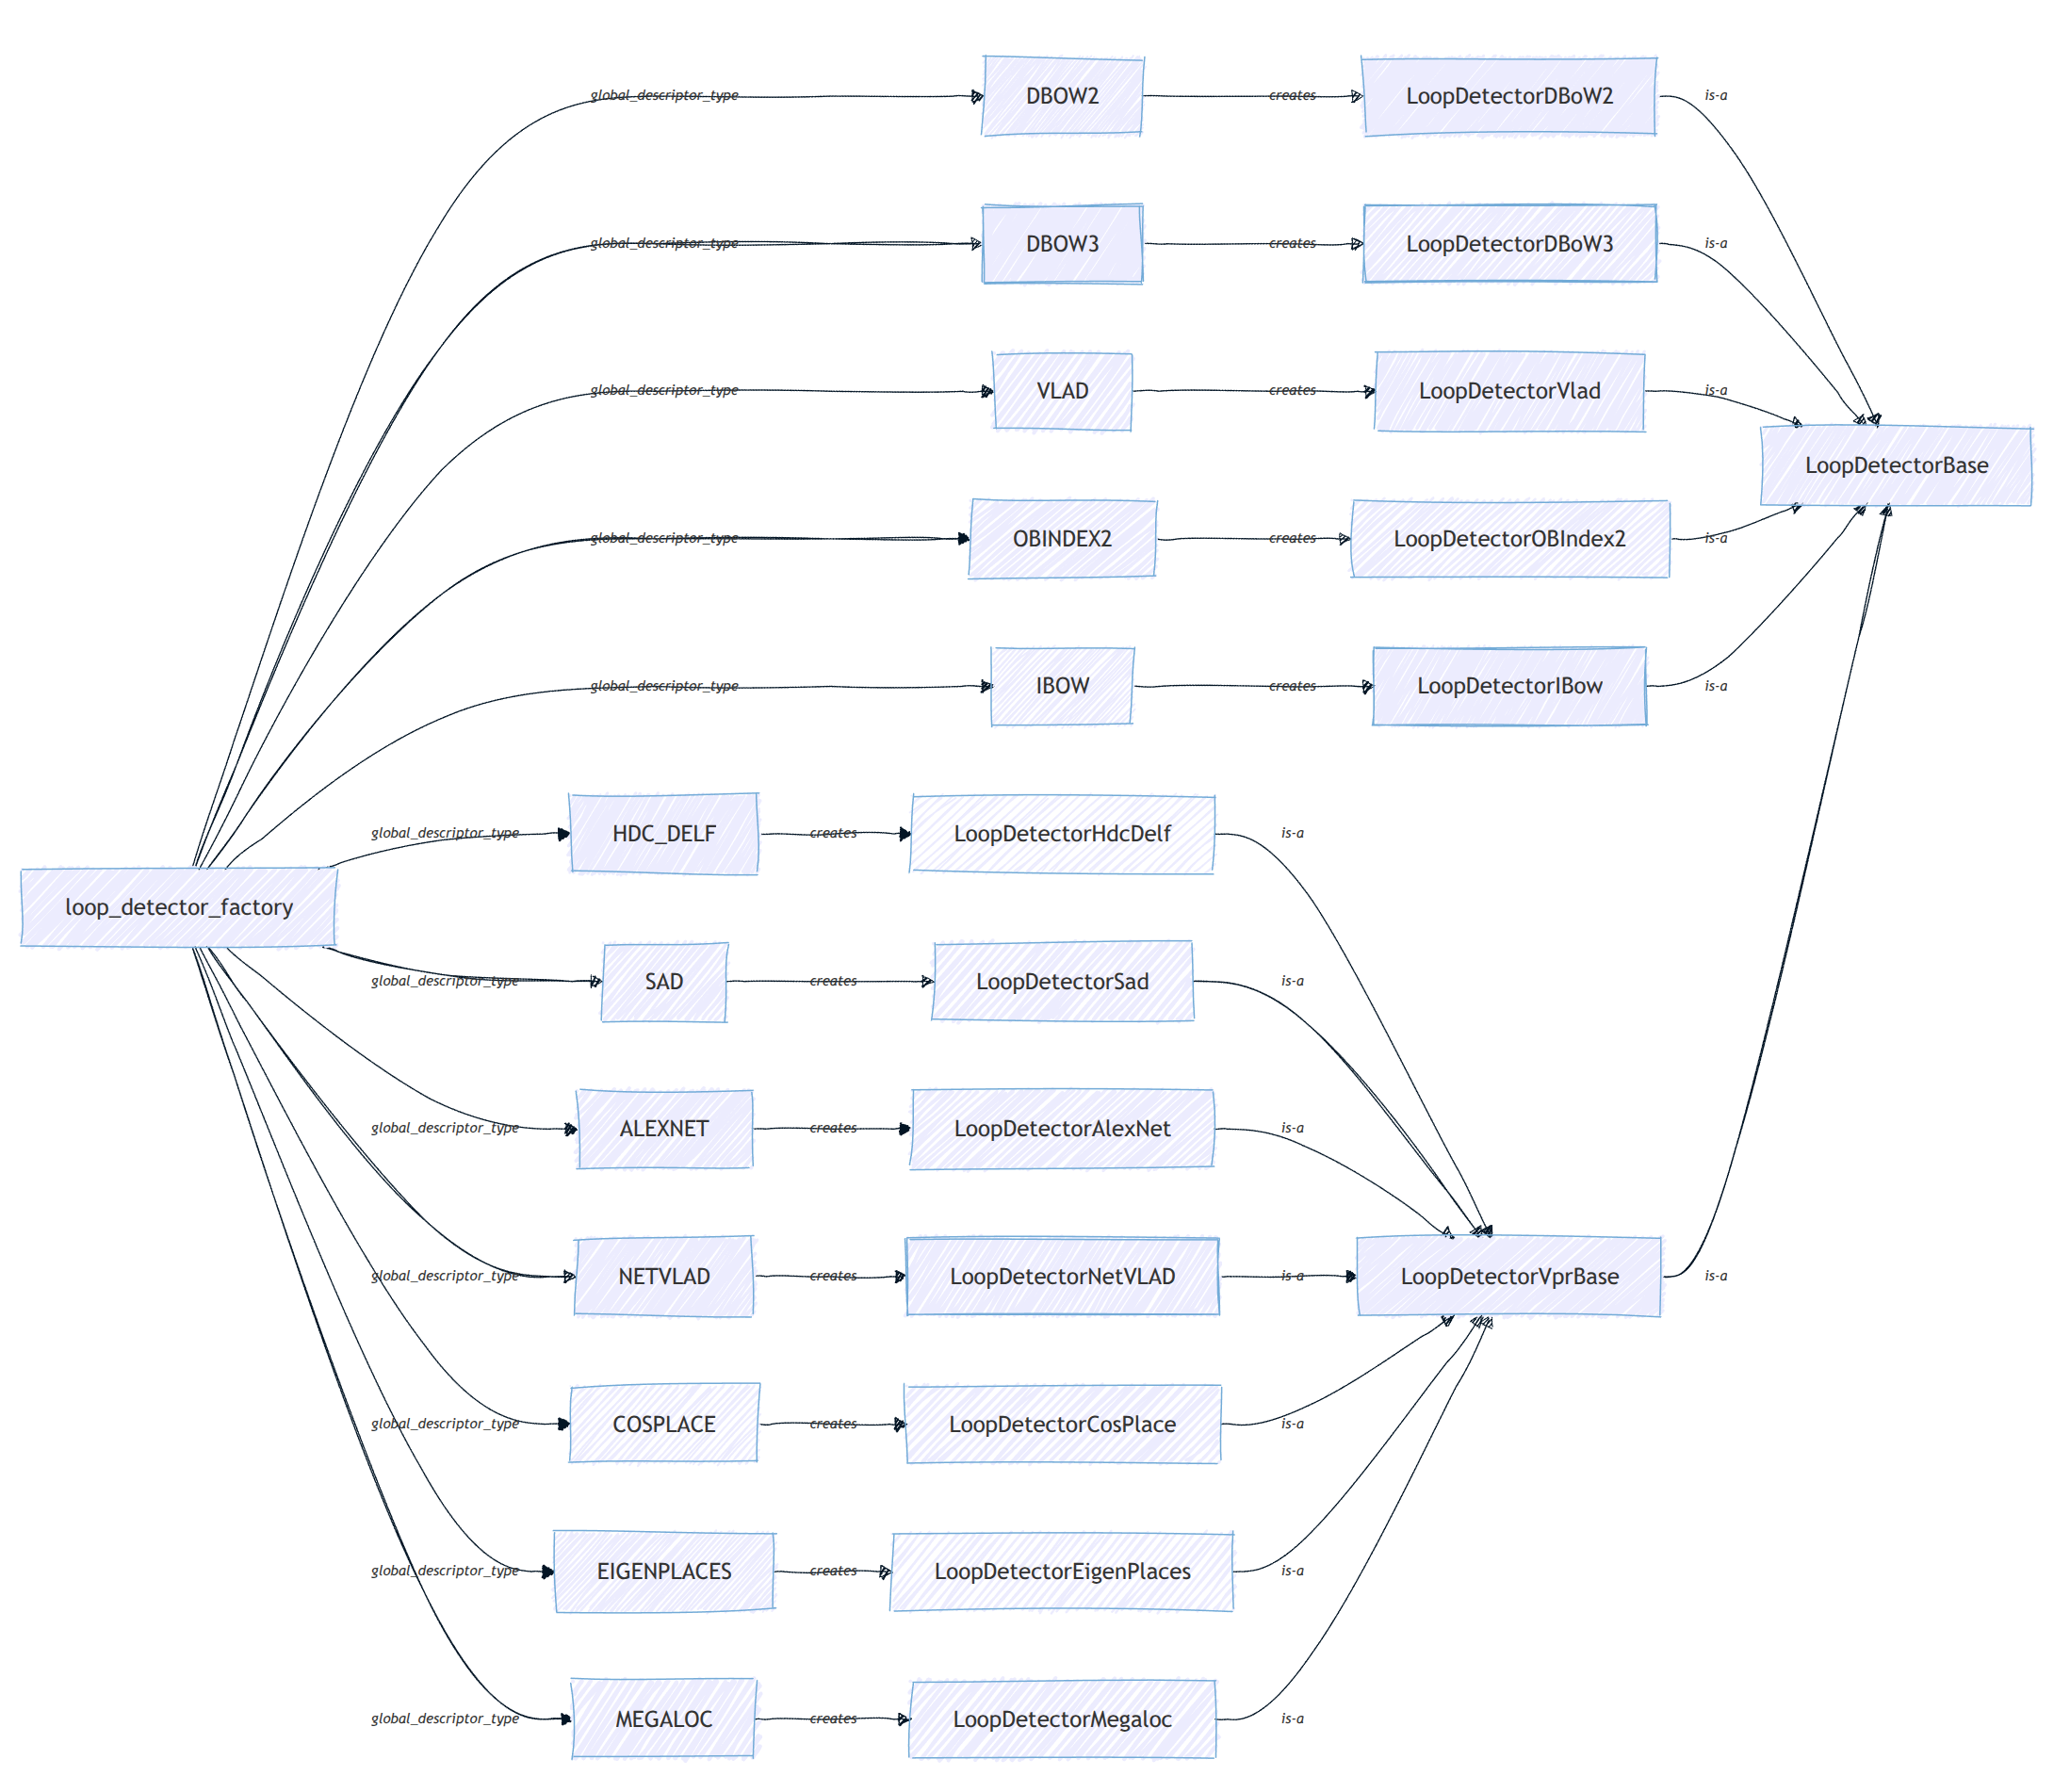 global_descriptor_type DBOW2 creates LoopDetectorDBoW2 is-a
global_descriptor_type DBOW3 creates LoopDetectorDBoW3 is-a
global_descriptor_type VLAD creates LoopDetectorVlad is-a
LoopDetectorBase
global_descriptor_type OBINDEX2 creates LoopDetectorOBIndex2 is-a
global_descriptor_type IBOW creates LoopDetectorIBow is-a
global_descriptor_type HDC_DELF creates LoopDetectorHdcDelf is-a
loop_detector_factory
global_descriptor_type SAD creates LoopDetectorSad is-a
global_descriptor_type ALEXNET creates LoopDetectorAlexNet is-a
global_descriptor_type NETVLAD creates LoopDetectorNetVLAD is-a LoopDetectorVprBase is-a
global_descriptor_type COSPLACE creates LoopDetectorCosPlace is-a
global_descriptor_type EIGENPLACES creates LoopDetectorEigenPlaces is-a
global_descriptor_type MEGALOC creates LoopDetectorMegaloc is-a